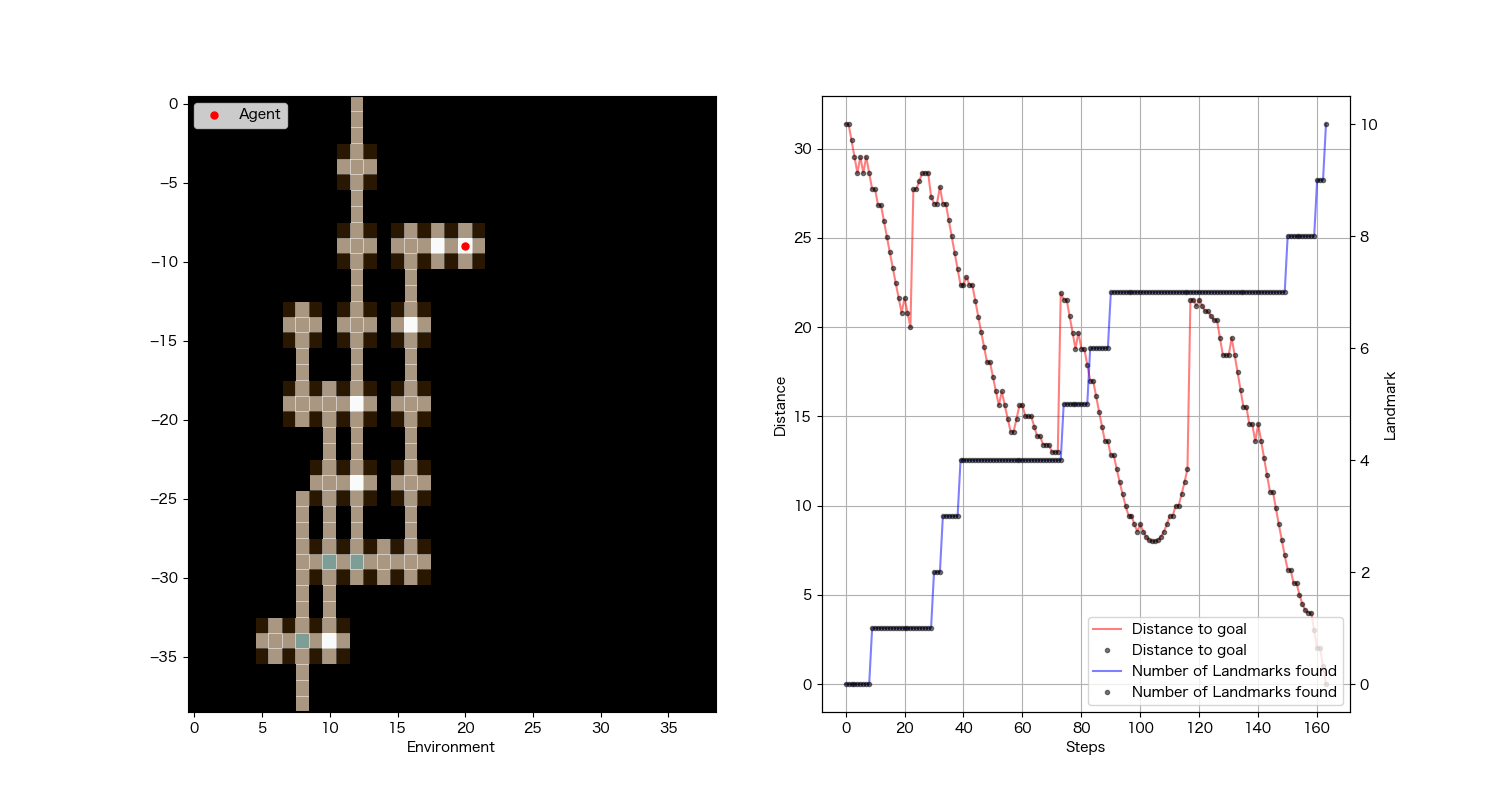 Agent
0
−5
−10
−15
−20
−25
−30
−35
0 5 10 15 20 25 30 35
Environment
30
25
20
15
10
5
0
Distance
0 20 40 60 80 100 120 140 160
Steps
10
8
6
4
2
0
Landmark
Distance to goal
Distance to goal
Number of Landmarks found
Number of Landmarks found